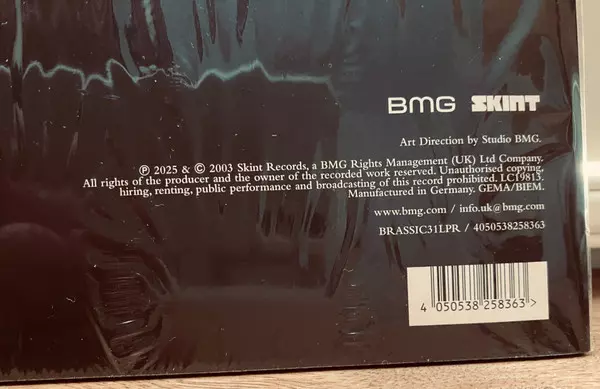 BMG SKINT
Art Direction by Studio BMG.
℗ 2025 & © 2003 Skint Records, a BMG Rights Management (UK) Ltd Company.
All rights of the producer and the owner of the recorded work reserved. Unauthorised copying,
hiring, renting, public performance and broadcasting of this record prohibited. LC19813.
Manufactured in Germany. GEMA/BIEM.
www.bmg.com / info.uk@bmg.com
BRASSIC31LPR / 4050538258363
4 050538 258363>